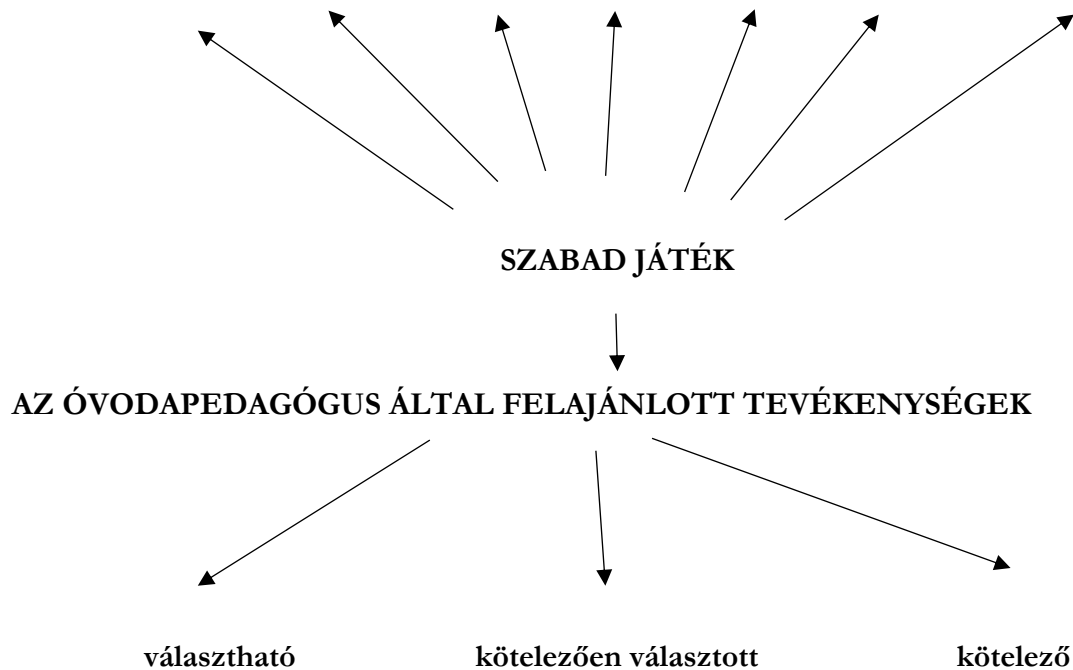 SZABAD JÁTÉK
AZ ÓVODAPEDAGÓGUS ÁLTAL FELAJÁNLOTT TEVÉKENYSÉGEK
választható kötelezően választott kötelező